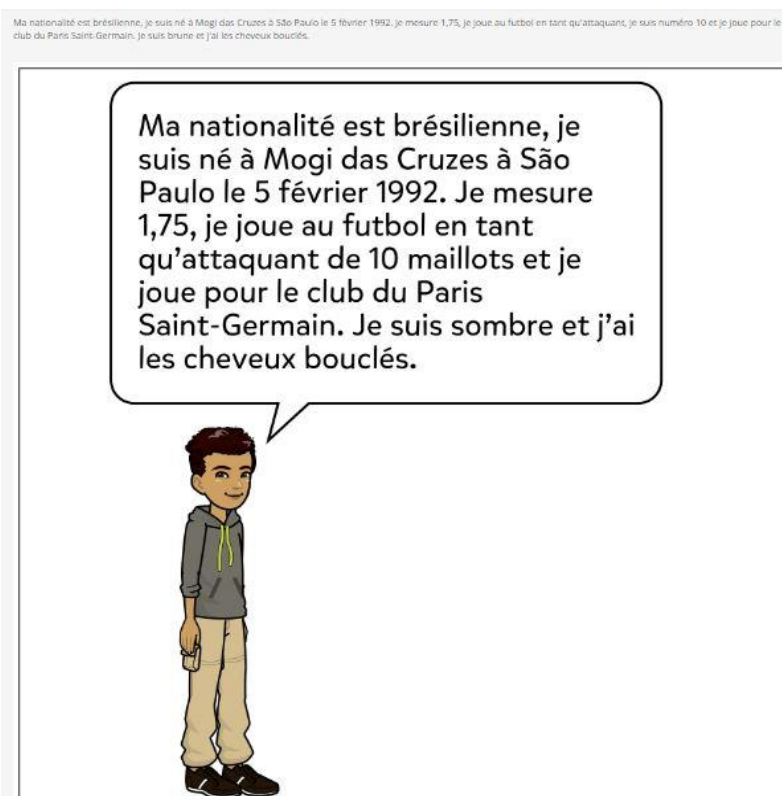 Ma nationalité est brésilienne, je suis né à Mogi das Cruzes à São Paulo le 5 février 1992. Je mesure 1,75, je joue au futbol en tant qu'attaquant, je suis numéro 10 et je joue pour le
club du Paris Saint-Germain. Je suis brune et j'ai les cheveux bouclés.
Ma nationalité est brésilienne, je
suis né à Mogi das Cruzes à São
Paulo le 5 février 1992. Je mesure
1,75, je joue au futbol en tant
qu'attaquant de 10 maillots et je
joue pour le club du Paris
Saint-Germain. Je suis sombre et j'ai
les cheveux bouclés.